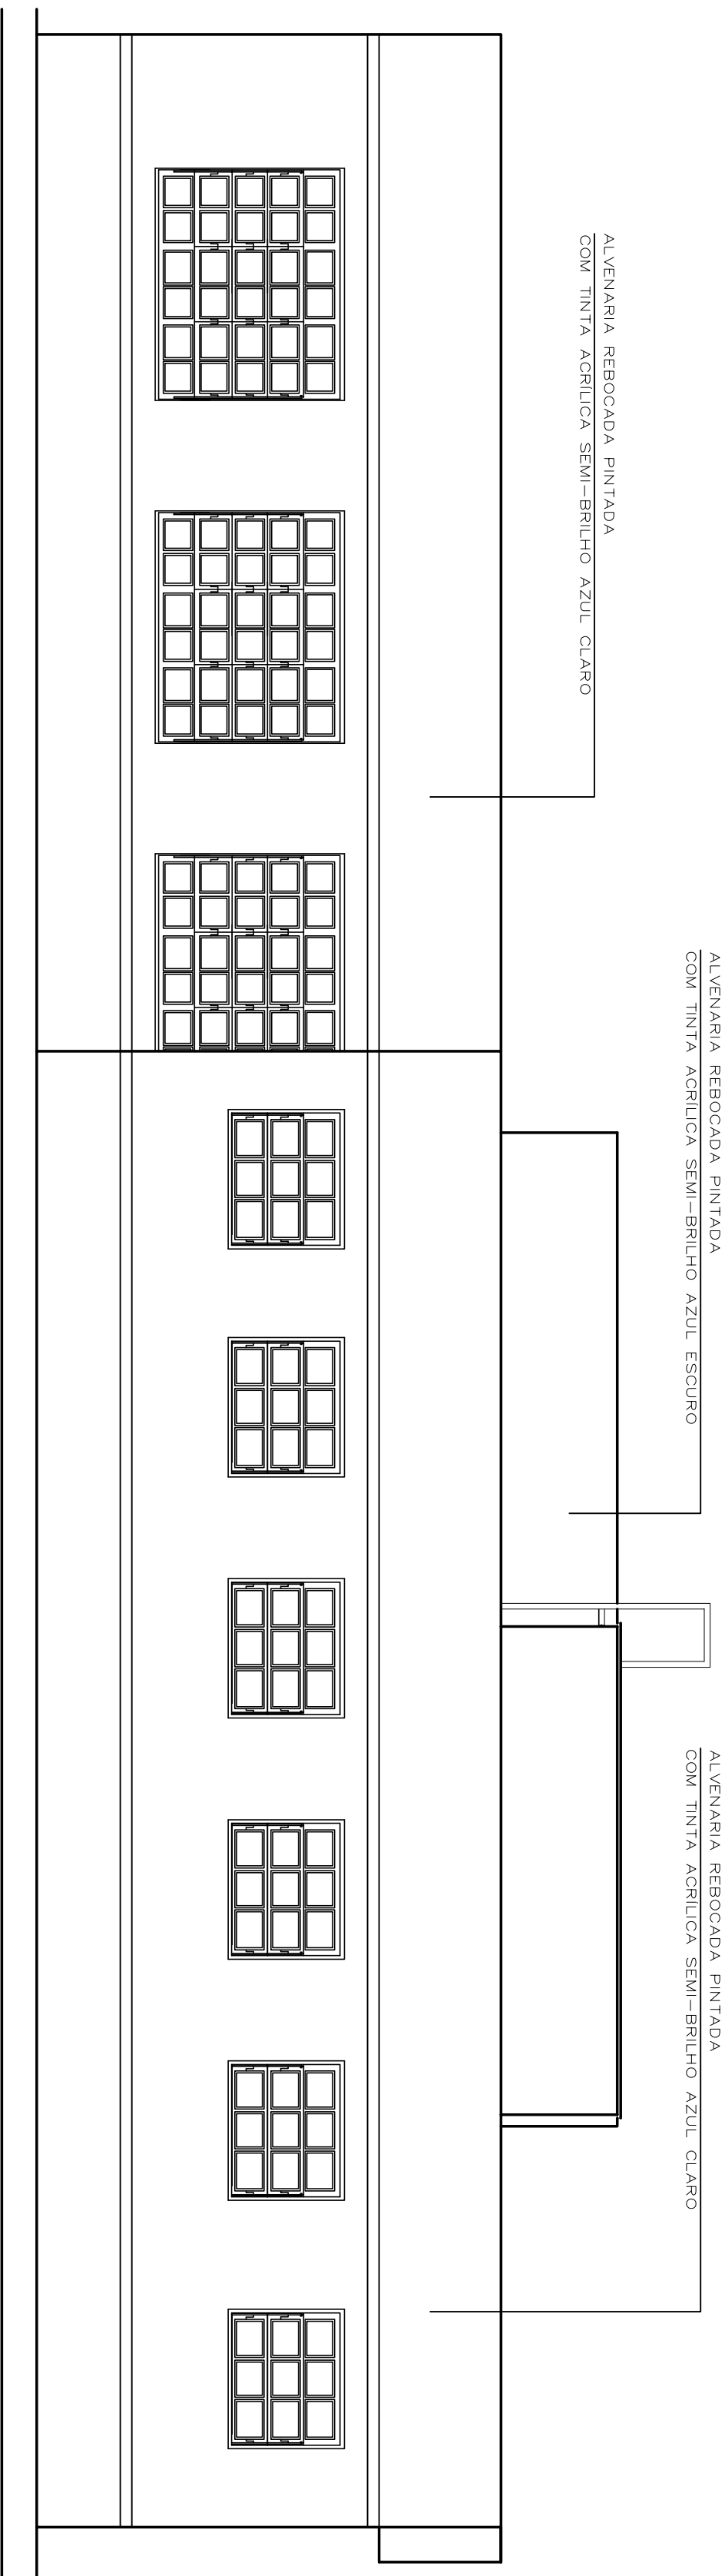 ALVENARIA REBOCADA PINTADA
COM TINTA ACRÍLICA SEMI-BRILHO AZUL CLARO
ALVENARIA REBOCADA PINTADA
COM TINTA ACRÍLICA SEMI-BRILHO AZUL ESCURO
ALVENARIA REBOCADA PINTADA
COM TINTA ACRÍLICA SEMI-BRILHO AZUL CLARO